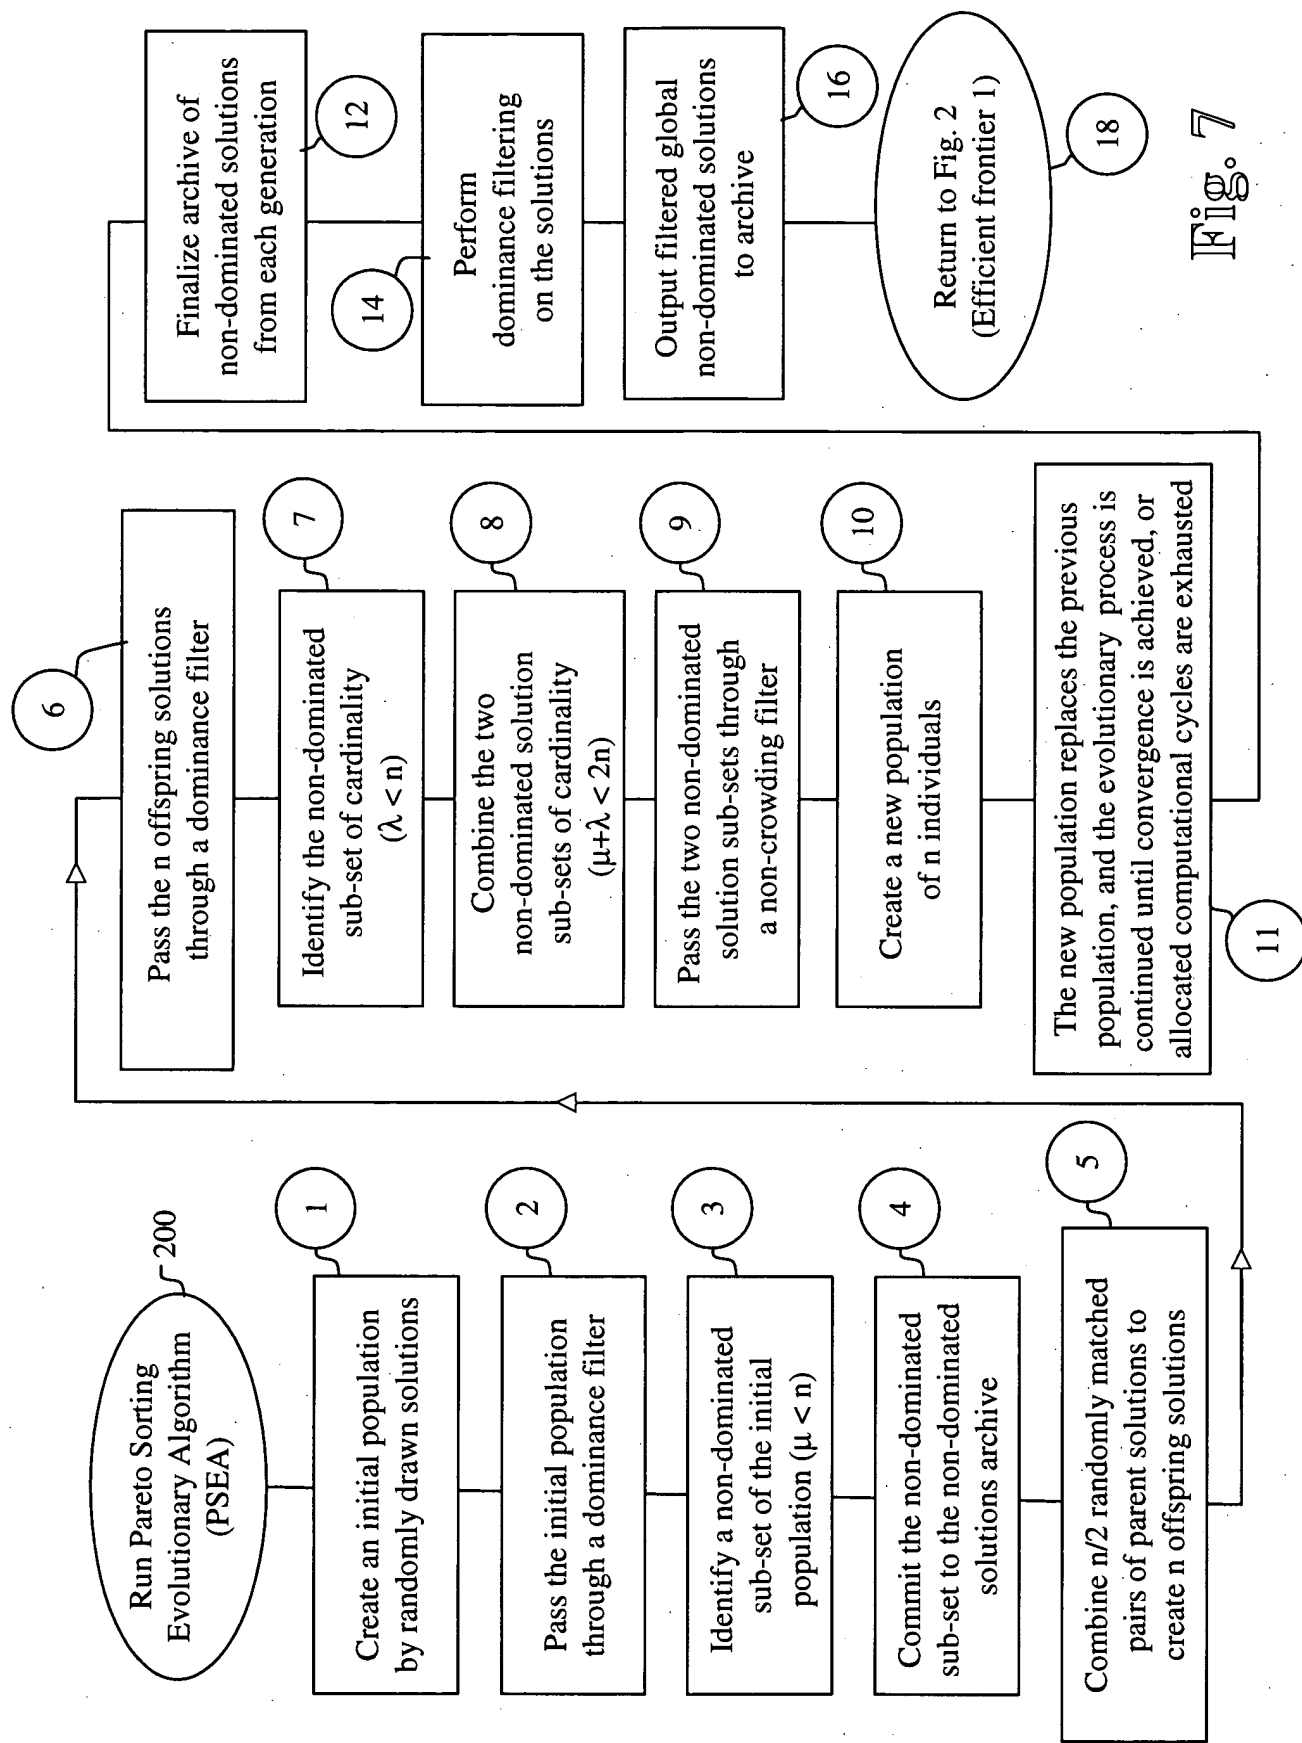 Run Pareto Sorting
Evolutionary Algorithm
(PSEA)
200
Create an initial population
by randomly drawn solutions
1
Pass the initial population
through a dominance filter
2
Identify a non-dominated
sub-set of the initial
population (μ < n)
3
Commit the non-dominated
sub-set to the non-dominated
solutions archive
4
Combine n/2 randomly matched
pairs of parent solutions to
create n offspring solutions
5
6
Pass the n offspring solutions
through a dominance filter
Identify the non-dominated
sub-set of cardinality
(λ < n)
7
Combine the two
non-dominated solution
sub-sets of cardinality
(μ+λ < 2n)
8
Pass the two non-dominated
solution sub-sets through
a non-crowding filter
9
Create a new population
of n individuals
10
The new population replaces the previous
population, and the evolutionary process is
continued until convergence is achieved, or
allocated computational cycles are exhausted
11
Finalize archive of
non-dominated solutions
from each generation
12
14
Perform
dominance filtering
on the solutions
Output filtered global
non-dominated solutions
to archive
16
Return to Fig. 2
(Efficient frontier 1)
18
Fig. 7